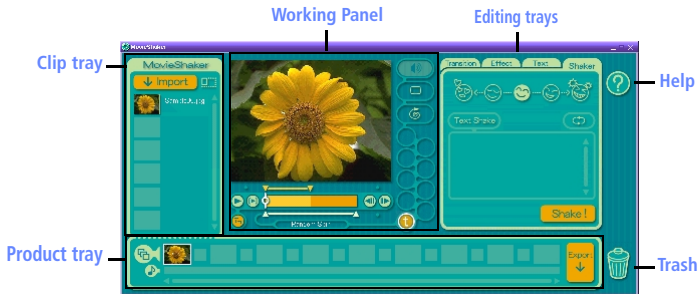 Working Panel
Editing trays
Clip tray
MovieShaker
MovieShaker
Import
Transition
Effect
Text
Shaker
Help
Text Shake
Shake !
Product tray
Export
Trash